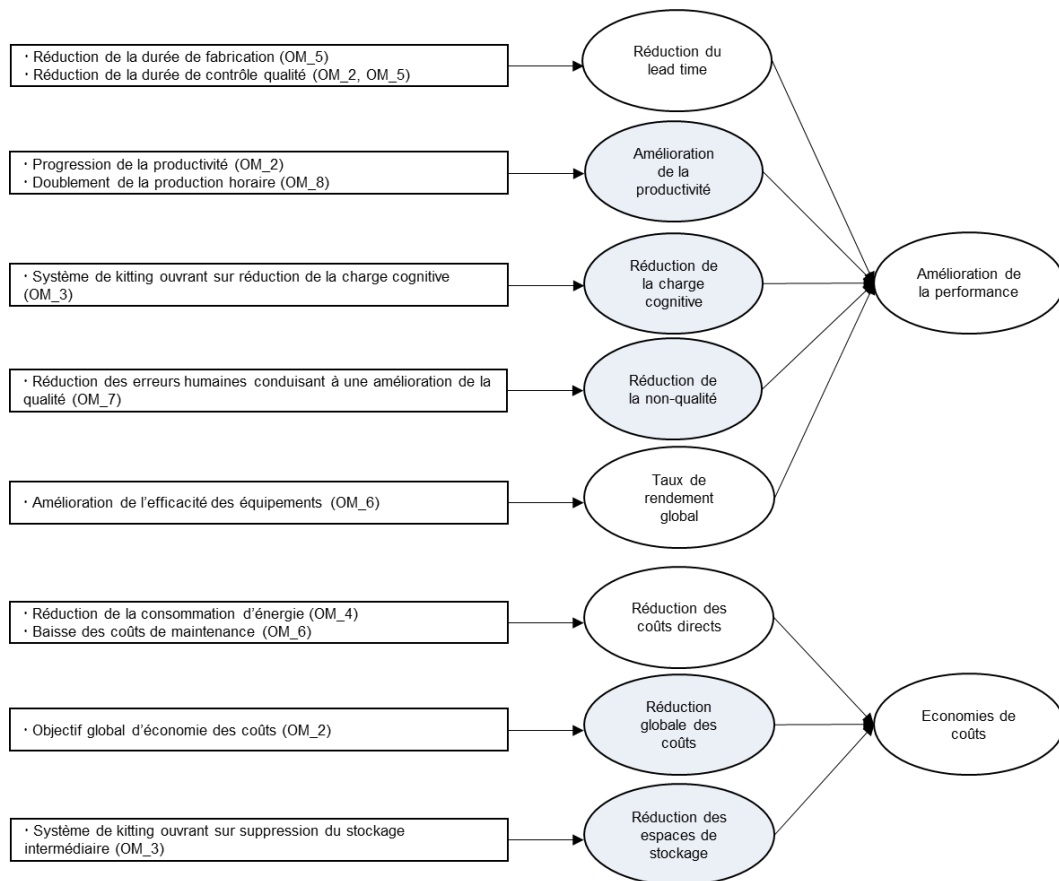 · Réduction de la durée de fabrication (OM_5)
· Réduction de la durée de contrôle qualité (OM_2, OM_5)
Réduction du
lead time
· Progression de la productivité (OM_2)
· Doublement de la production horaire (OM_8)
Amélioration
de la
productivité
· Système de kitting ouvrant sur réduction de la charge cognitive
(OM_3)
Réduction de
la charge
cognitive
Amélioration de
la performance
· Réduction des erreurs humaines conduisant à une amélioration de la
qualité (OM_7)
Réduction de
la non-qualité
· Amélioration de l’efficacité des équipements (OM_6)
Taux de
rendement
global
· Réduction de la consommation d’énergie (OM_4)
· Baisse des coûts de maintenance (OM_6)
Réduction des
coûts directs
· Objectif global d’économie des coûts (OM_2)
Réduction
globale des
coûts
Economies de
coûts
· Système de kitting ouvrant sur suppression du stockage
intermédiaire (OM_3)
Réduction des
espaces de
stockage